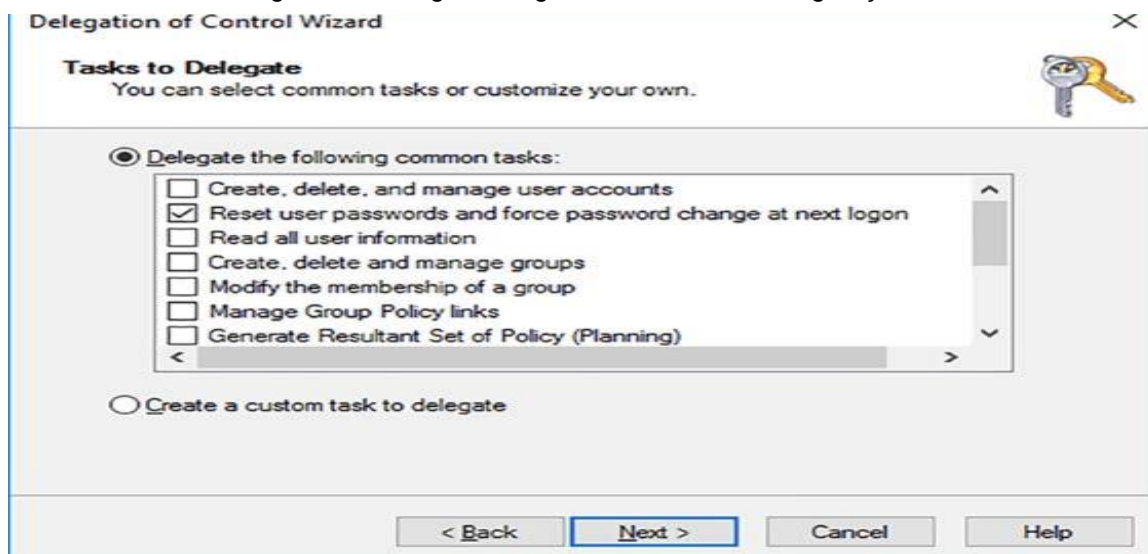 Delegation of Control Wizard
Tasks to Delegate
You can select common tasks or customize your own.
Delegate the following common tasks:
Create, delete, and manage user accounts
Reset user passwords and force password change at next logon
Read all user information
Create, delete and manage groups
Modify the membership of a group
Manage Group Policy links
Generate Resultant Set of Policy (Planning)
Create a custom task to delegate
< Back Next > Cancel Help